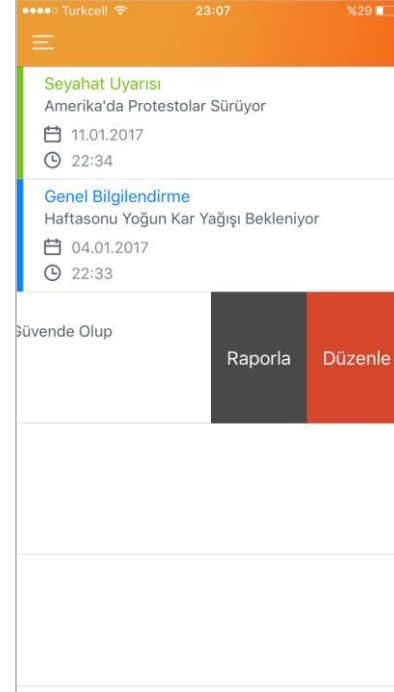 Turkcell 23:07 %29
Seyahat Uyarısı
Amerika'da Protestolar Sürüyor
11.01.2017
22:34
Genel Bilgilendirme
Haftasonu Yoğun Kar Yağışı Bekleniyor
04.01.2017
22:33
Güvende Olup
Raporla Düzenle